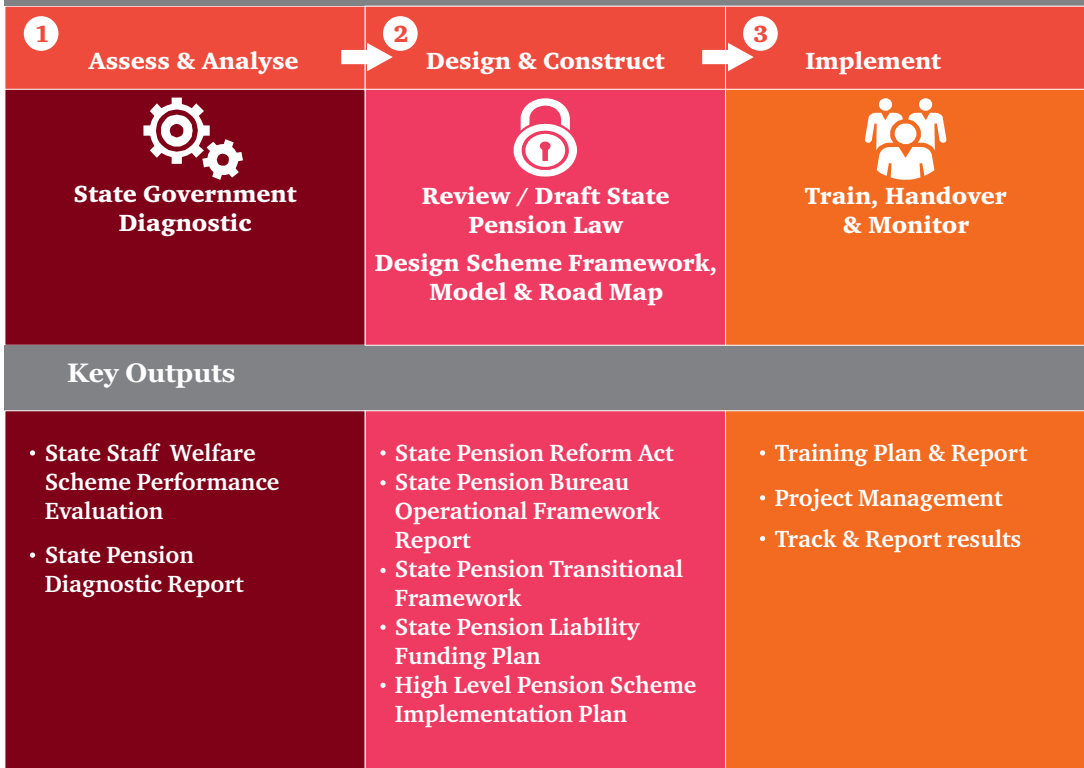 1
Assess & Analyse
2
Design & Construct
3
Implement
State Government
Diagnostic
Review / Draft State
Pension Law
Design Scheme Framework,
Model & Road Map
Train, Handover
& Monitor
Key Outputs
• State Staff Welfare
Scheme Performance
Evaluation
• State Pension
Diagnostic Report
• State Pension Reform Act
• State Pension Bureau
Operational Framework
Report
• State Pension Transitional
Framework
• State Pension Liability
Funding Plan
• High Level Pension Scheme
Implementation Plan
• Training Plan & Report
• Project Management
• Track & Report results